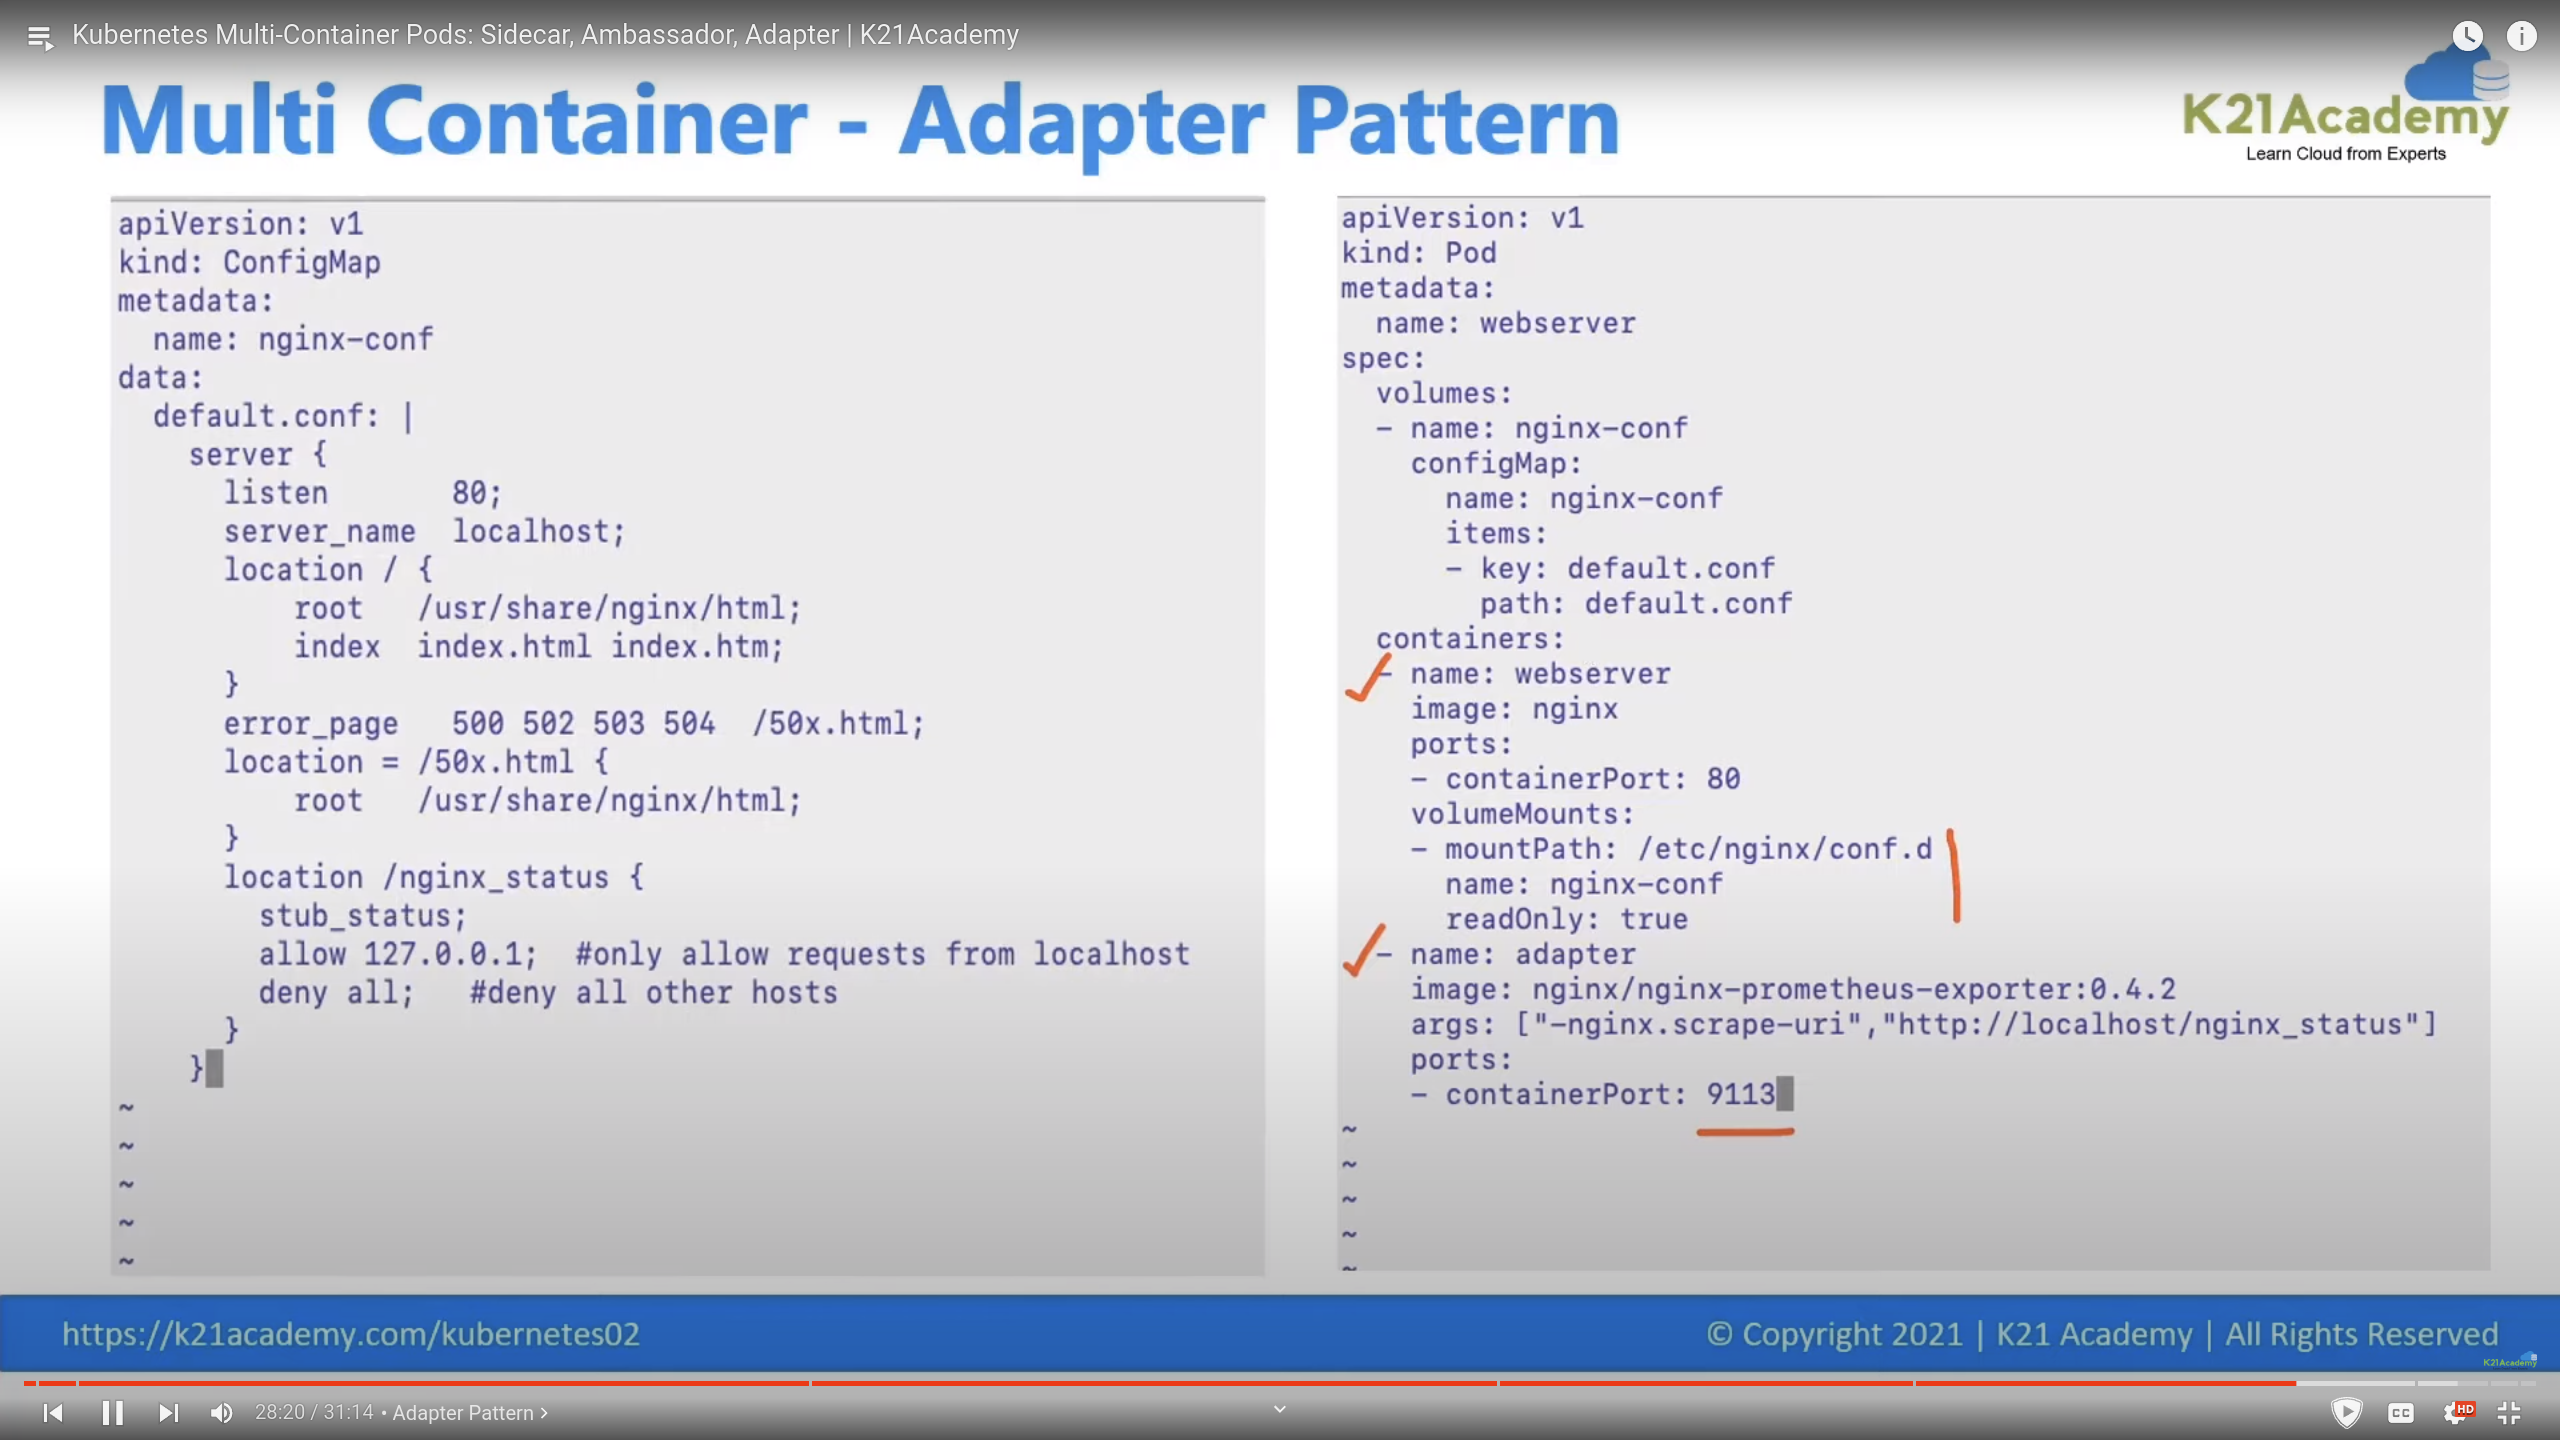 Kubernetes Multi-Container Pods: Sidecar, Ambassador, Adapter | K21Academy
Multi Container - Adapter Pattern
K21Academy
Learn Cloud from Experts
apiVersion: v1
kind: ConfigMap
metadata:
  name: nginx-conf
data:
  default.conf: |
    server {
      listen       80;
      server_name  localhost;
      location / {
          root   /usr/share/nginx/html;
          index  index.html index.htm;
      }
      error_page   500 502 503 504  /50x.html;
      location = /50x.html {
          root   /usr/share/nginx/html;
      }
      location /nginx_status {
        stub_status;
        allow 127.0.0.1;  #only allow requests from localhost
        deny all;   #deny all other hosts
      }
    }
~
~
~
~
~
apiVersion: v1
kind: Pod
metadata:
  name: webserver
spec:
  volumes:
  - name: nginx-conf
    configMap:
      name: nginx-conf
      items:
      - key: default.conf
        path: default.conf
  containers:
  - name: webserver
    image: nginx
    ports:
    - containerPort: 80
    volumeMounts:
    - mountPath: /etc/nginx/conf.d
      name: nginx-conf
      readOnly: true
  - name: adapter
    image: nginx/nginx-prometheus-exporter:0.4.2
    args: ["-nginx.scrape-uri","http://localhost/nginx_status"]
    ports:
    - containerPort: 9113
~
~
~
~
~
https://k21academy.com/kubernetes02
© Copyright 2021 | K21 Academy | All Rights Reserved
K21Academy
28:20 / 31:14 • Adapter Pattern >
CC
HD